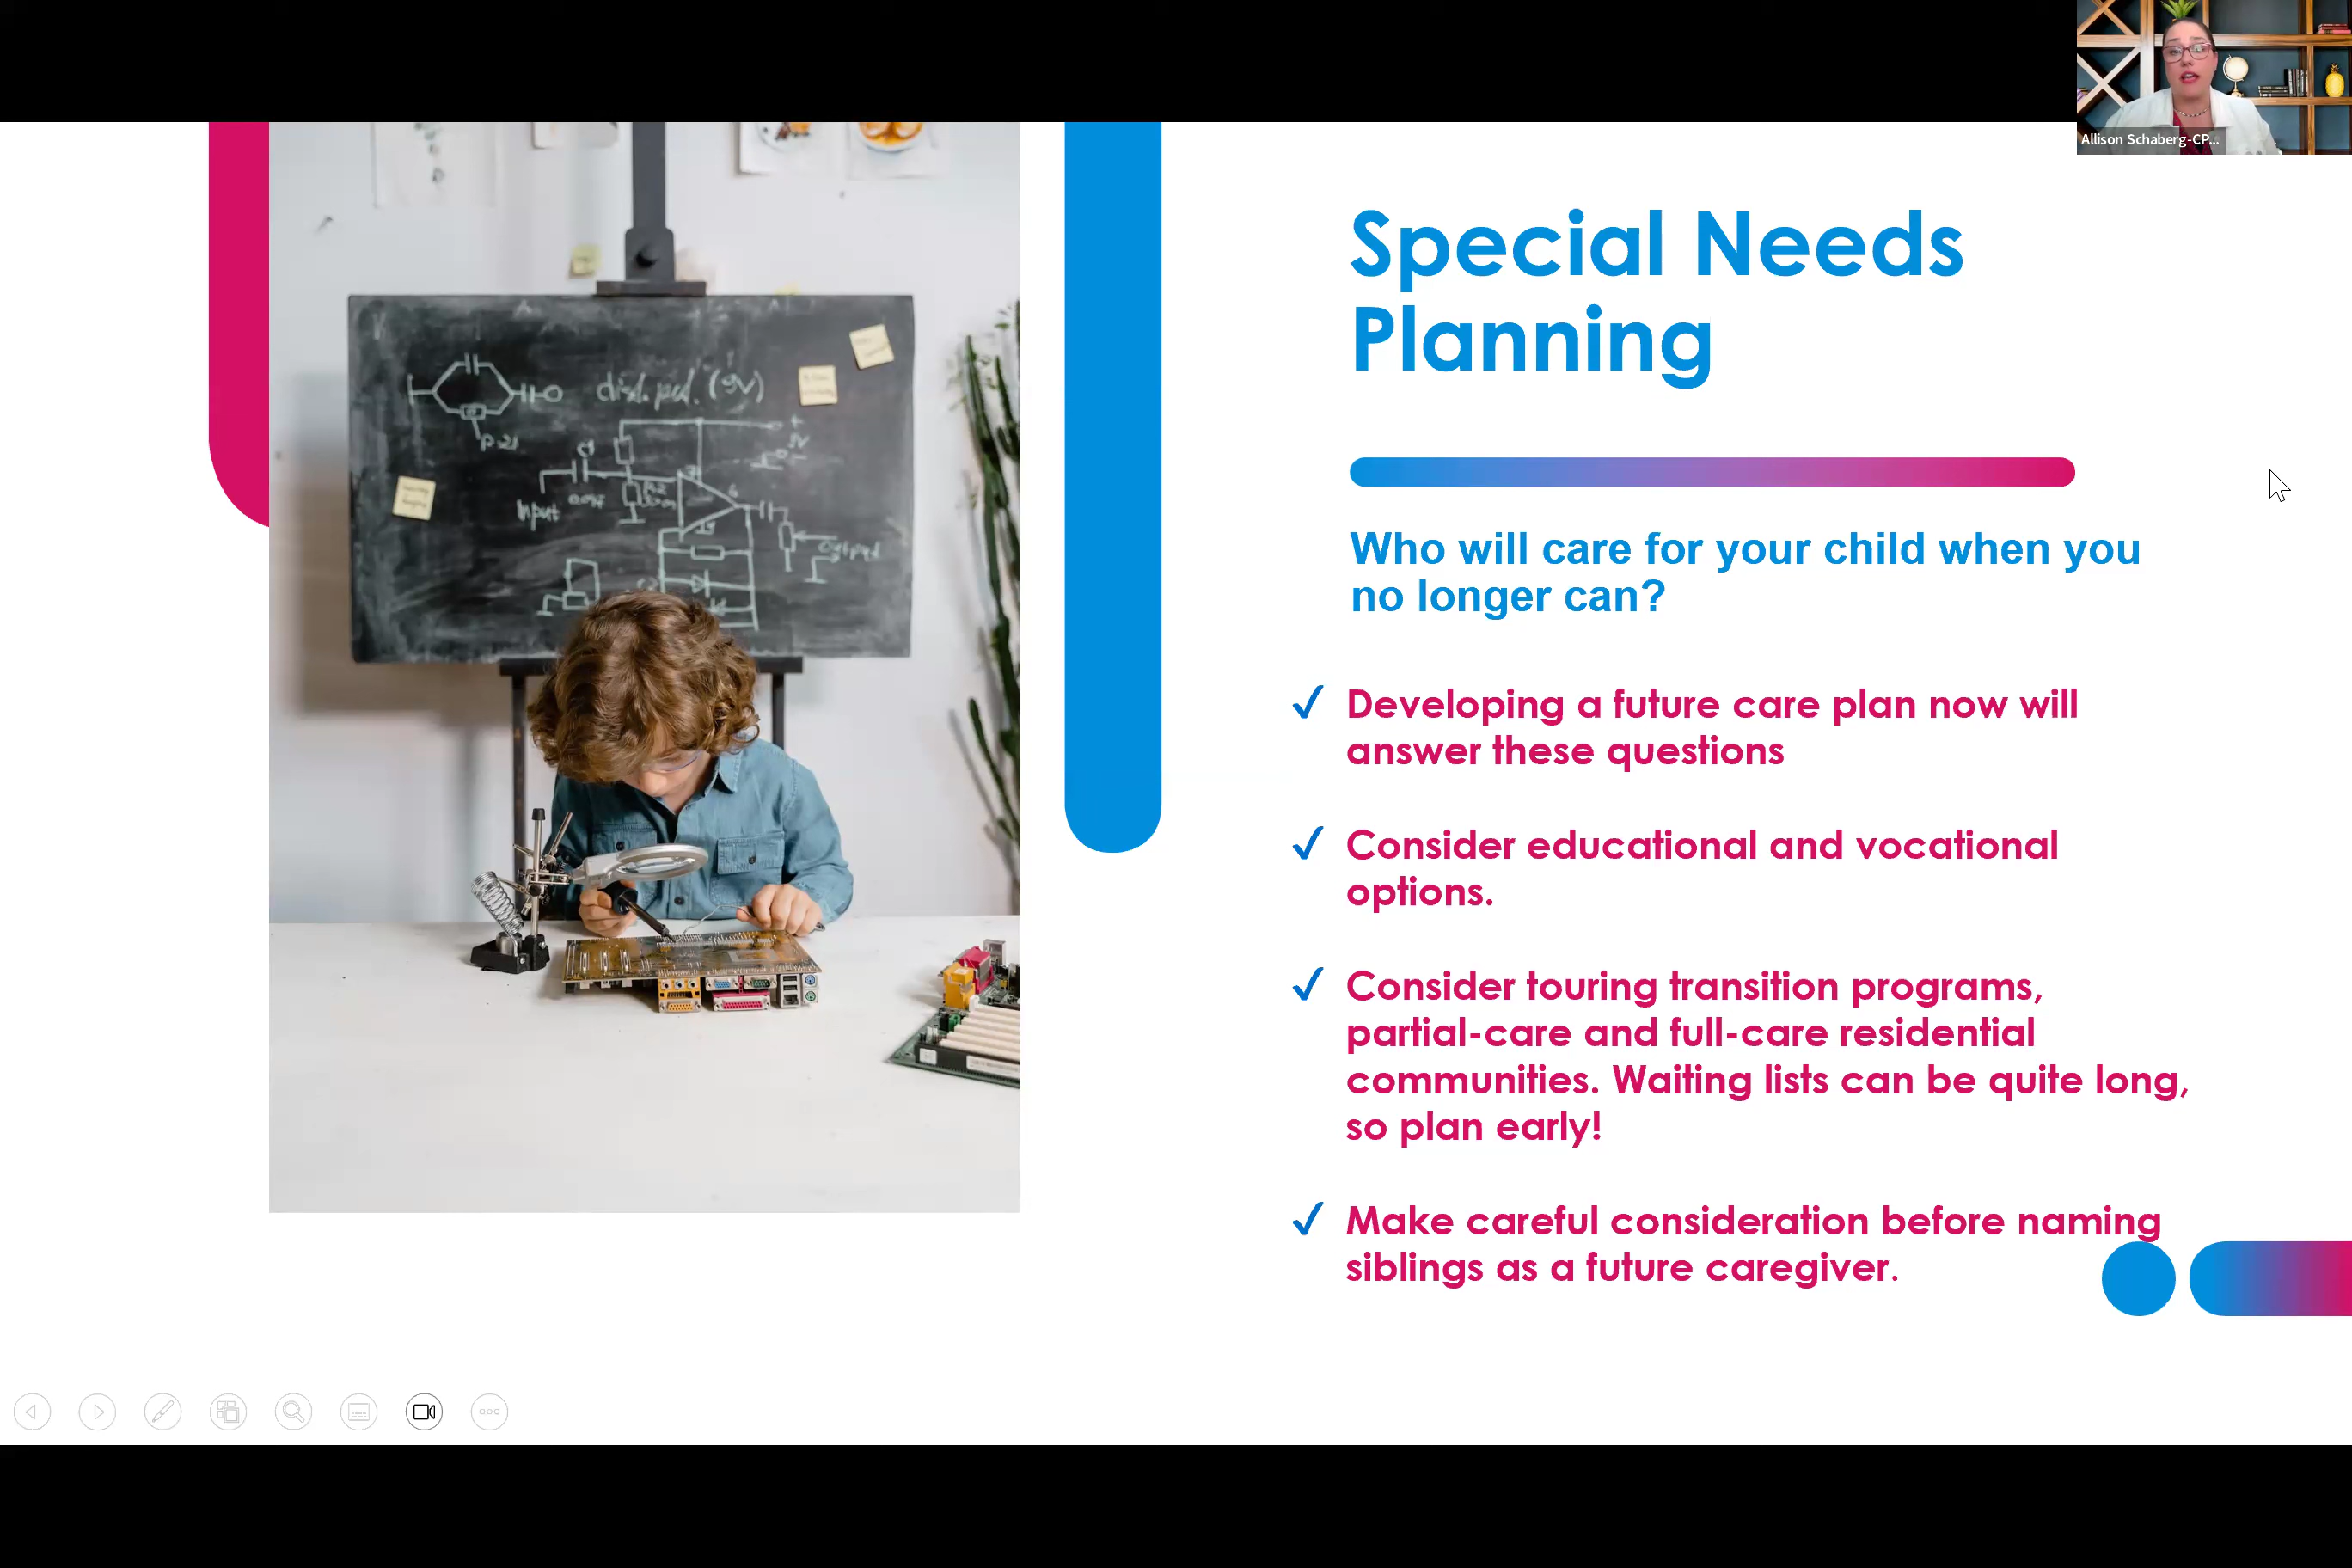 Allison Schaberg-CP...
Special Needs
Planning
Who will care for your child when you
no longer can?
✓ Developing a future care plan now will
answer these questions
✓ Consider educational and vocational
options.
✓ Consider touring transition programs,
partial-care and full-care residential
communities. Waiting lists can be quite long,
so plan early!
✓ Make careful consideration before naming
siblings as a future caregiver.
(9V)
Input